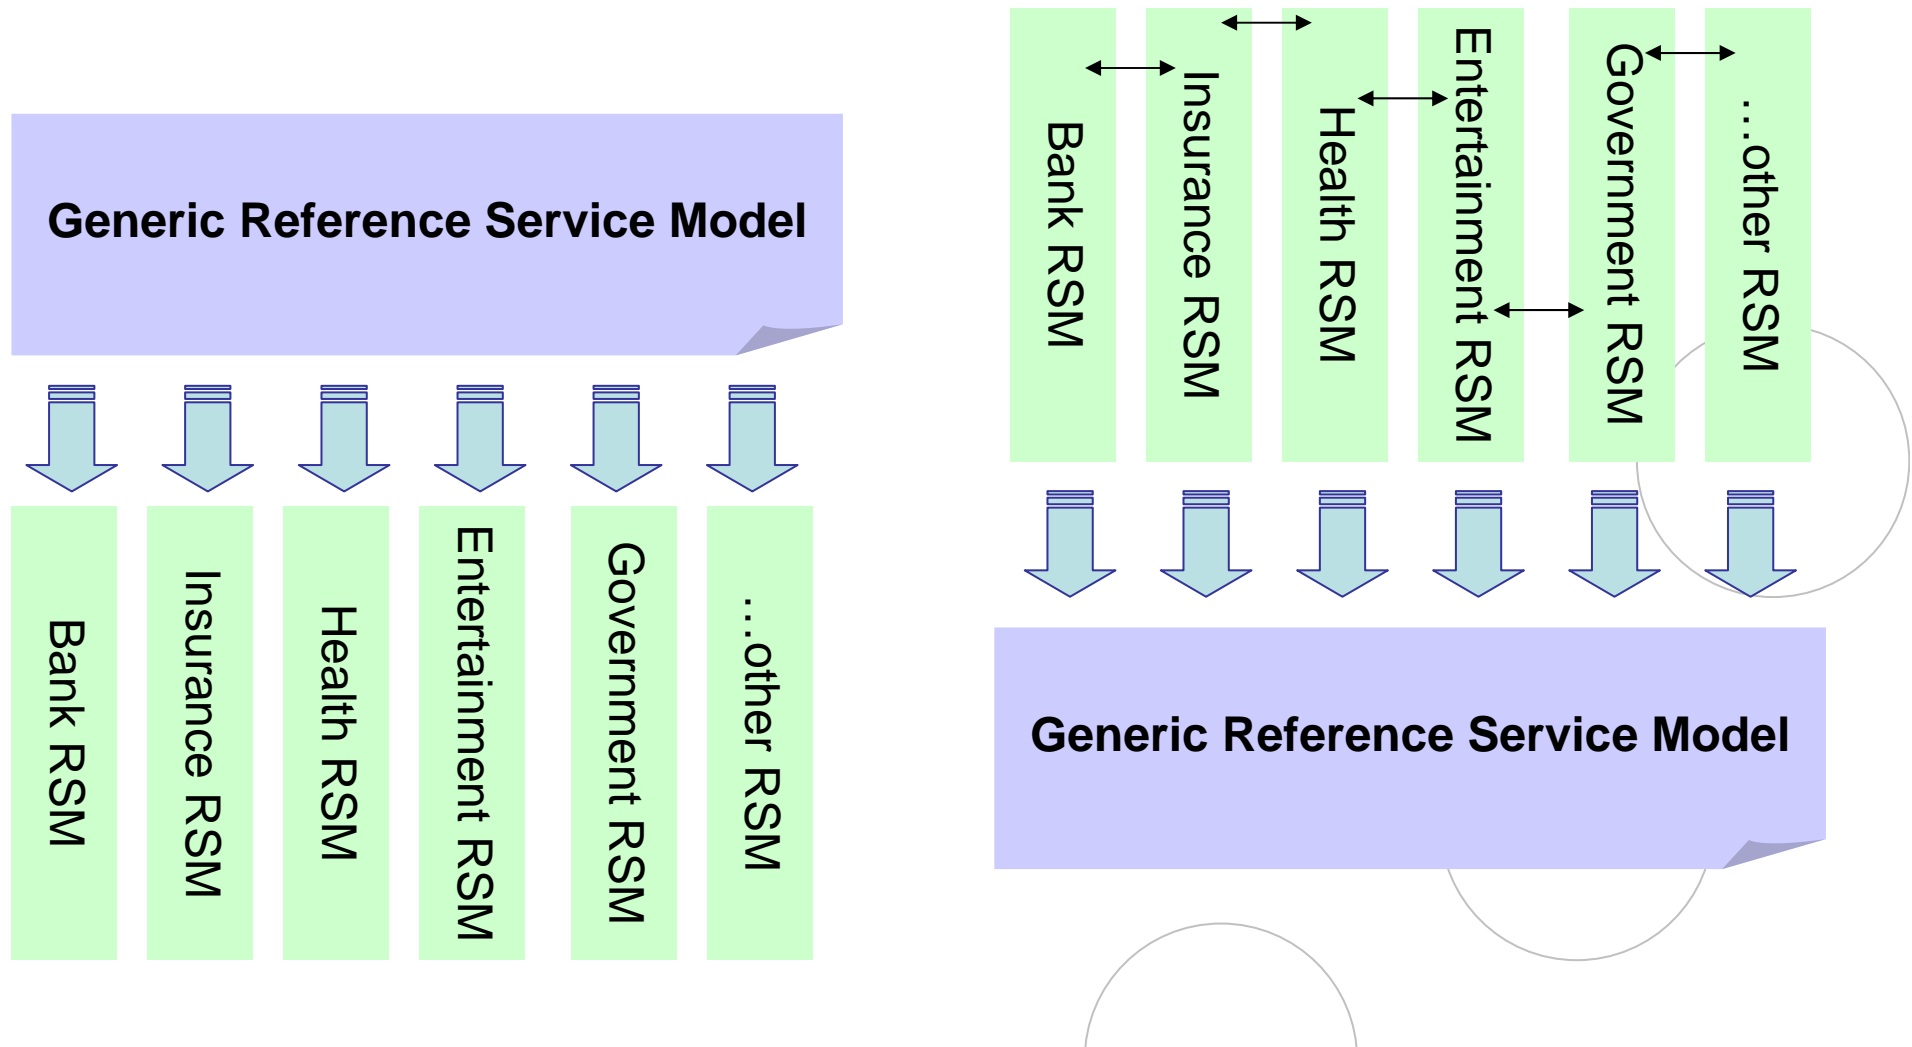 Generic Reference Service Model
Bank RSM
Insurance RSM
Health RSM
Entertainment RSM
Government RSM
…other RSM
Bank RSM
Insurance RSM
Health RSM
Entertainment RSM
Government RSM
…other RSM
Generic Reference Service Model